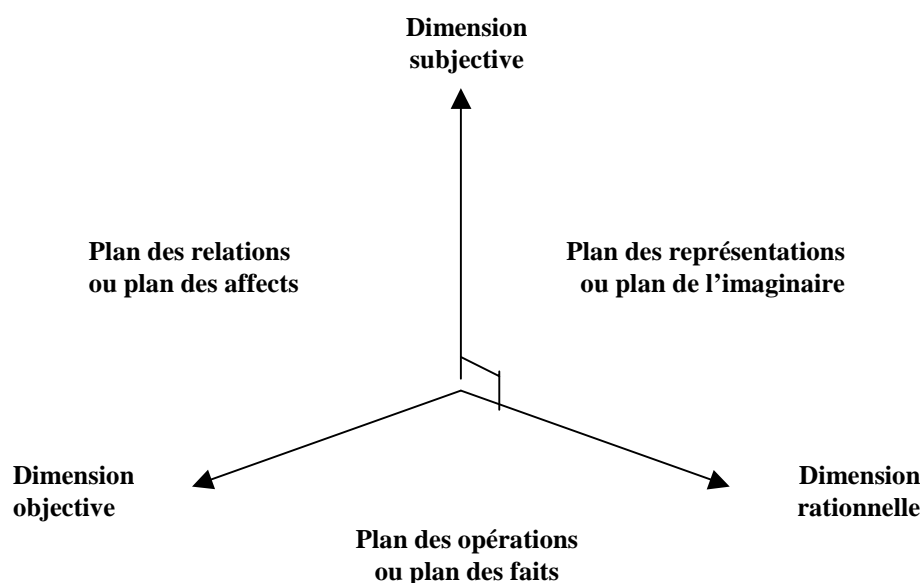 Dimension
subjective
Plan des relations
ou plan des affects
Plan des représentations
ou plan de l’imaginaire
Dimension
objective
Dimension
rationnelle
Plan des opérations
ou plan des faits